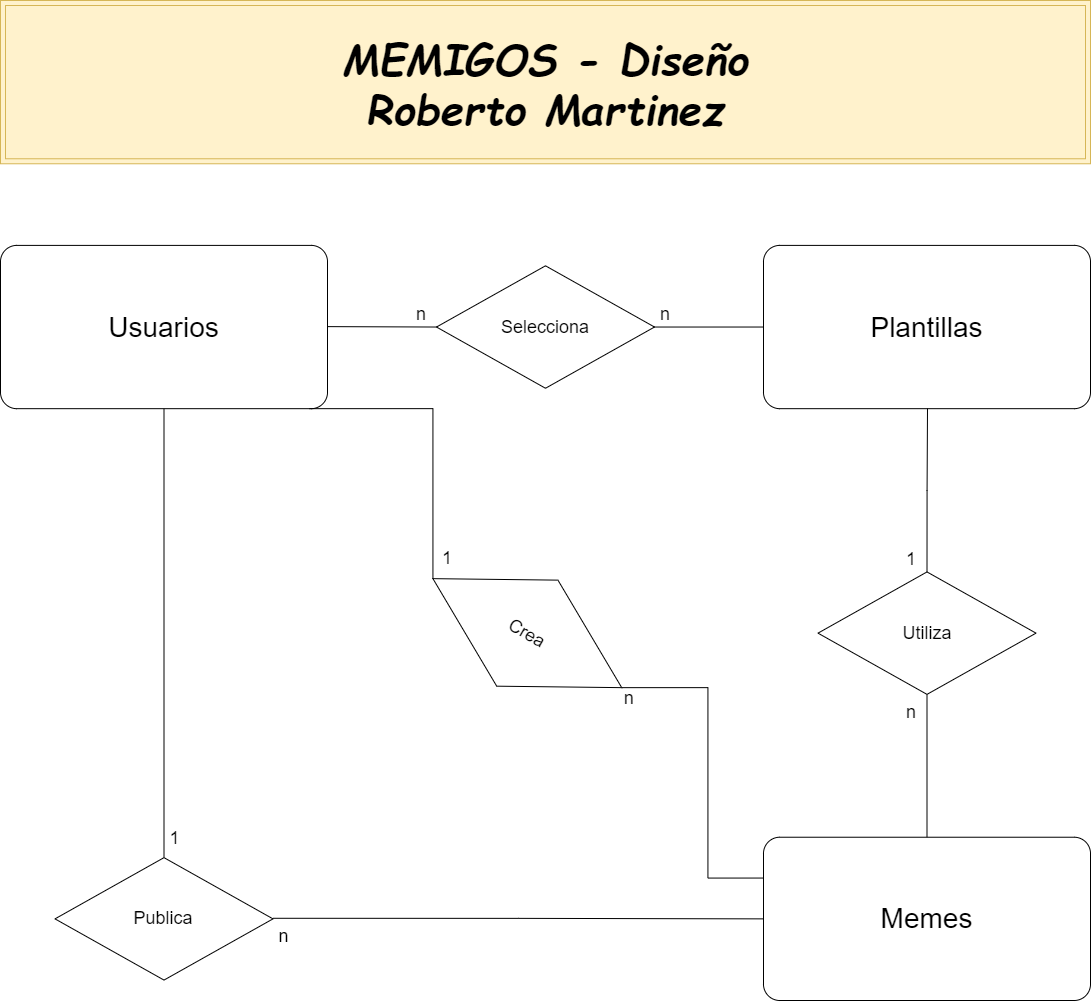 MEMIGOS - Diseño
Roberto Martinez
Usuarios
n
Selecciona
n
Plantillas
1
Crea
n
1
Utiliza
n
1
Publica
n
Memes